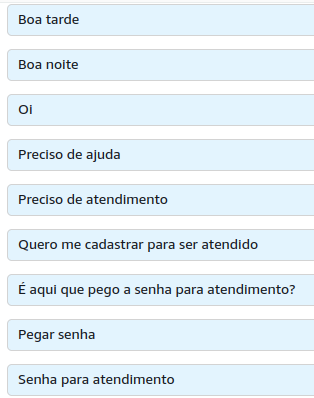 Boa tarde
Boa noite
Oi
Preciso de ajuda
Preciso de atendimento
Quero me cadastrar para ser atendido
É aqui que pego a senha para atendimento?
Pegar senha
Senha para atendimento